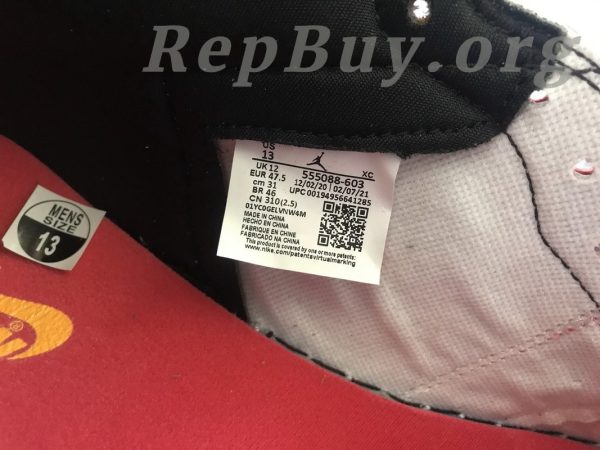 RepBuy.org
US
13
UK 12
EUR 47.5
cm 31
BR 46
CN 310(2.5)
01YC0GELVNW4M
XC
555088-603
12/02/20 | 02/07/21
UPC 00194956641285
MADE IN CHINA
HECHO EN CHINA
FABRIQUE EN CHINE
FABRICADO NA CHINA
This product is covered by one or more patents:
www.nike.com/patentsvirtualmarking
MENS
SIZE
13